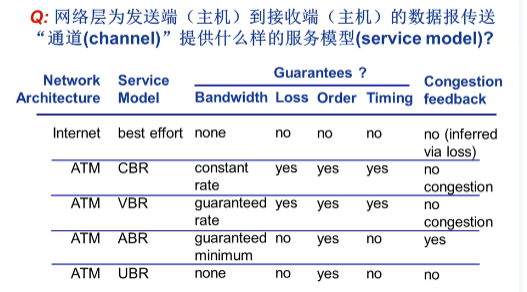 Q: 网络层为发送端（主机）到接收端（主机）的数据报传送
“通道(channel)”提供什么样的服务模型(service model)?
Network Architecture Service Model Guarantees ? Congestion feedback
Bandwidth Loss Order Timing
Internet best effort none no no no no (inferred via loss)
ATM CBR constant rate yes yes yes no congestion
ATM VBR guaranteed rate yes yes yes no congestion
ATM ABR guaranteed minimum no yes no yes
ATM UBR none no yes no no